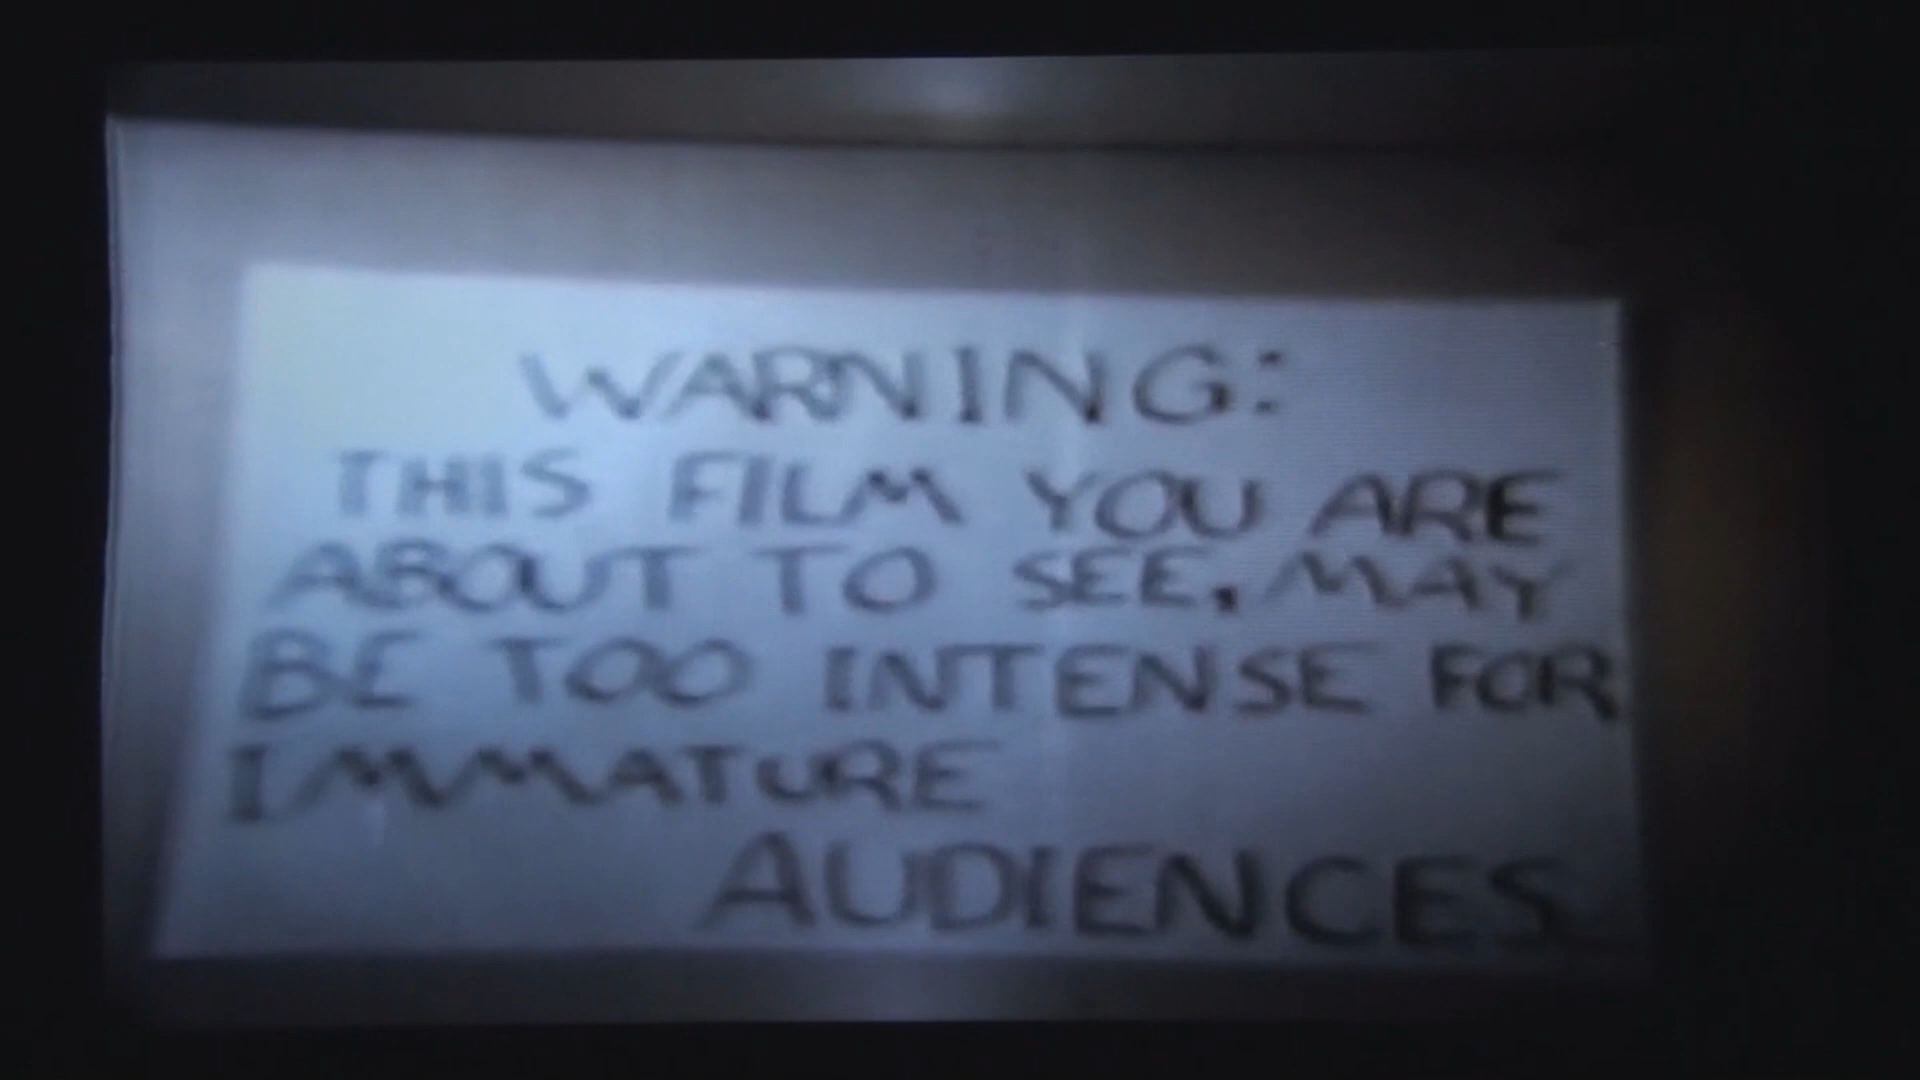 WARNING:
THIS FILM YOU ARE
ABOUT TO SEE, MAY
BE TOO INTENSE FOR
IMMATURE
AUDIENCES